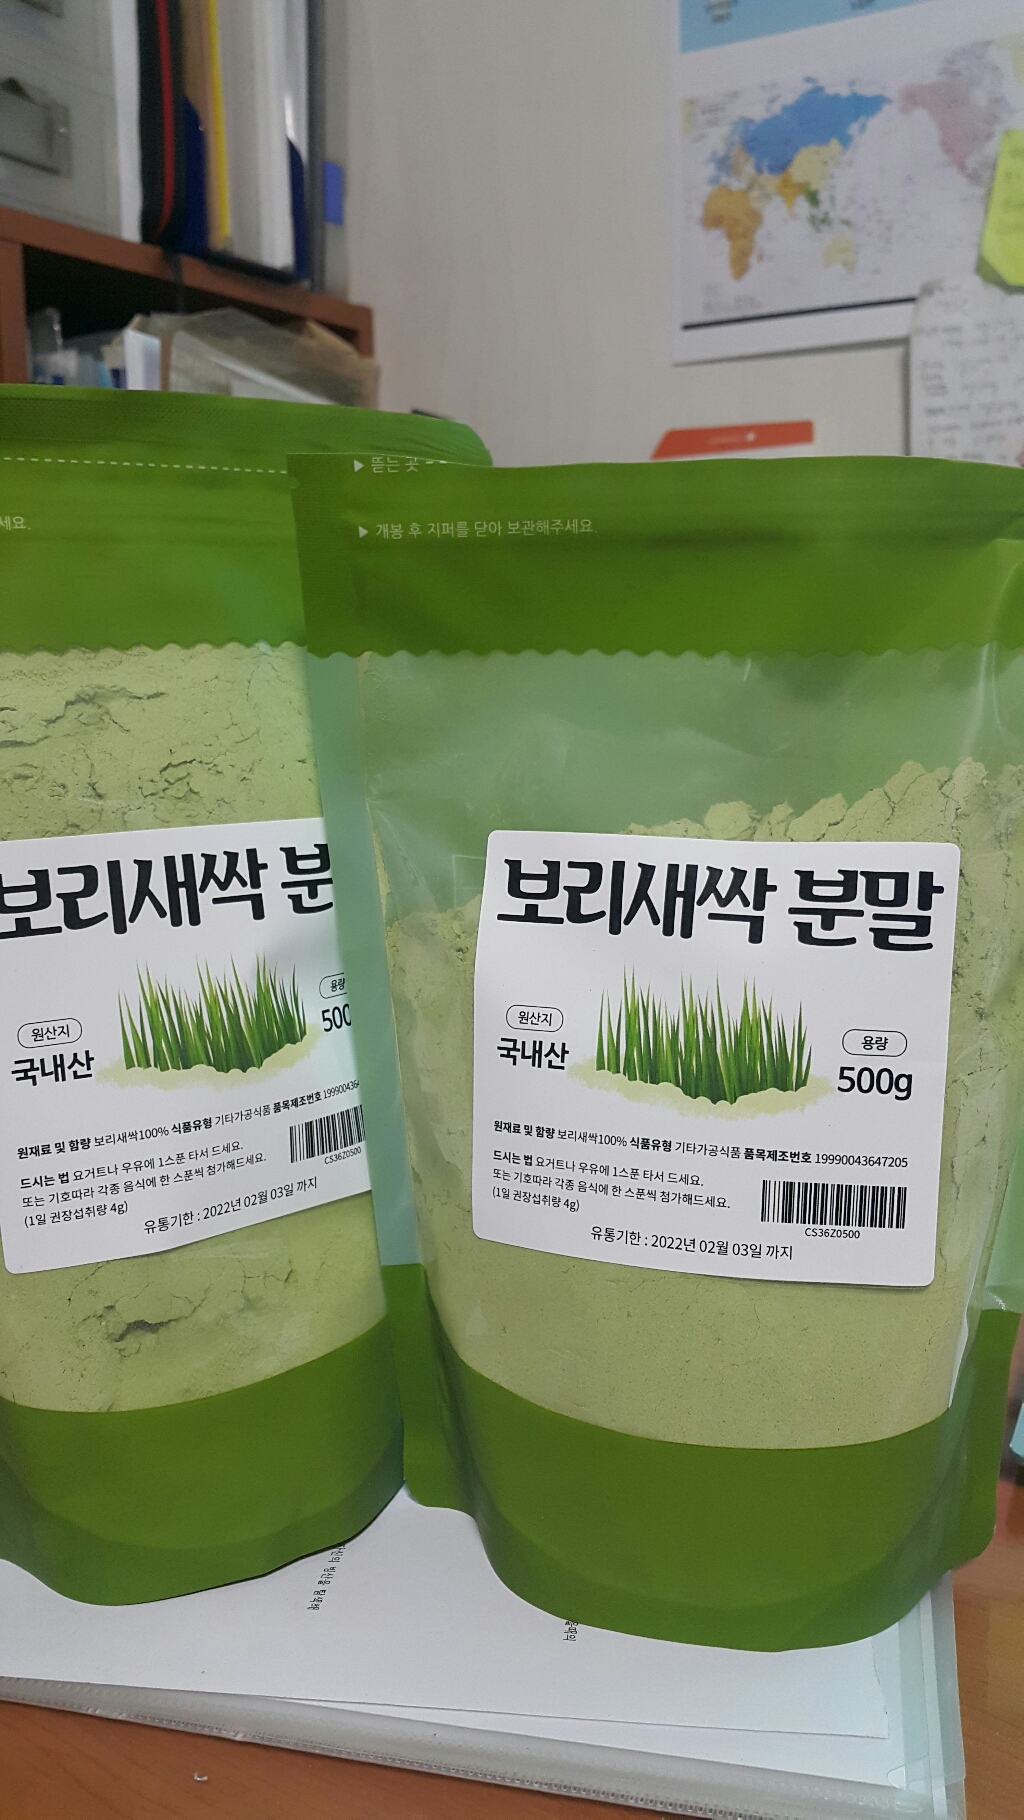 ▶ 뜯는 곳
▶ 개봉 후 지퍼를 닫아 보관해주세요.
보리새싹 분말
원산지
국내산
용량
500g
원재료 및 함량 보리새싹100% 식품유형 기타가공식품 품목제조번호 19990043647205
드시는 법 요거트나 우유에 1스푼 타서 드세요.
또는 기호따라 각종 음식에 한 스푼씩 첨가해드세요.
(1일 권장섭취량 4g)
CS36Z0500
유통기한 : 2022년 02월 03일 까지
세요.
보리새싹 분
원산지
국내산
용량
500
원재료 및 함량 보리새싹100% 식품유형 기타가공식품 품목제조번호 1999004364
드시는 법 요거트나 우유에 1스푼 타서 드세요.
또는 기호따라 각종 음식에 한 스푼씩 첨가해드세요.
(1일 권장섭취량 4g)
CS36Z0500
유통기한 : 2022년 02월 03일 까지